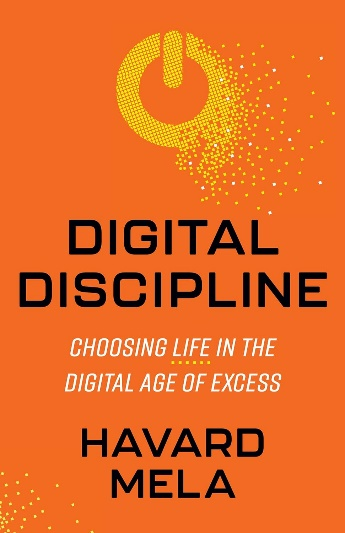 DIGITAL
DISCIPLINE
CHOOSING LIFE IN THE
DIGITAL AGE OF EXCESS
HAVARD
MELA